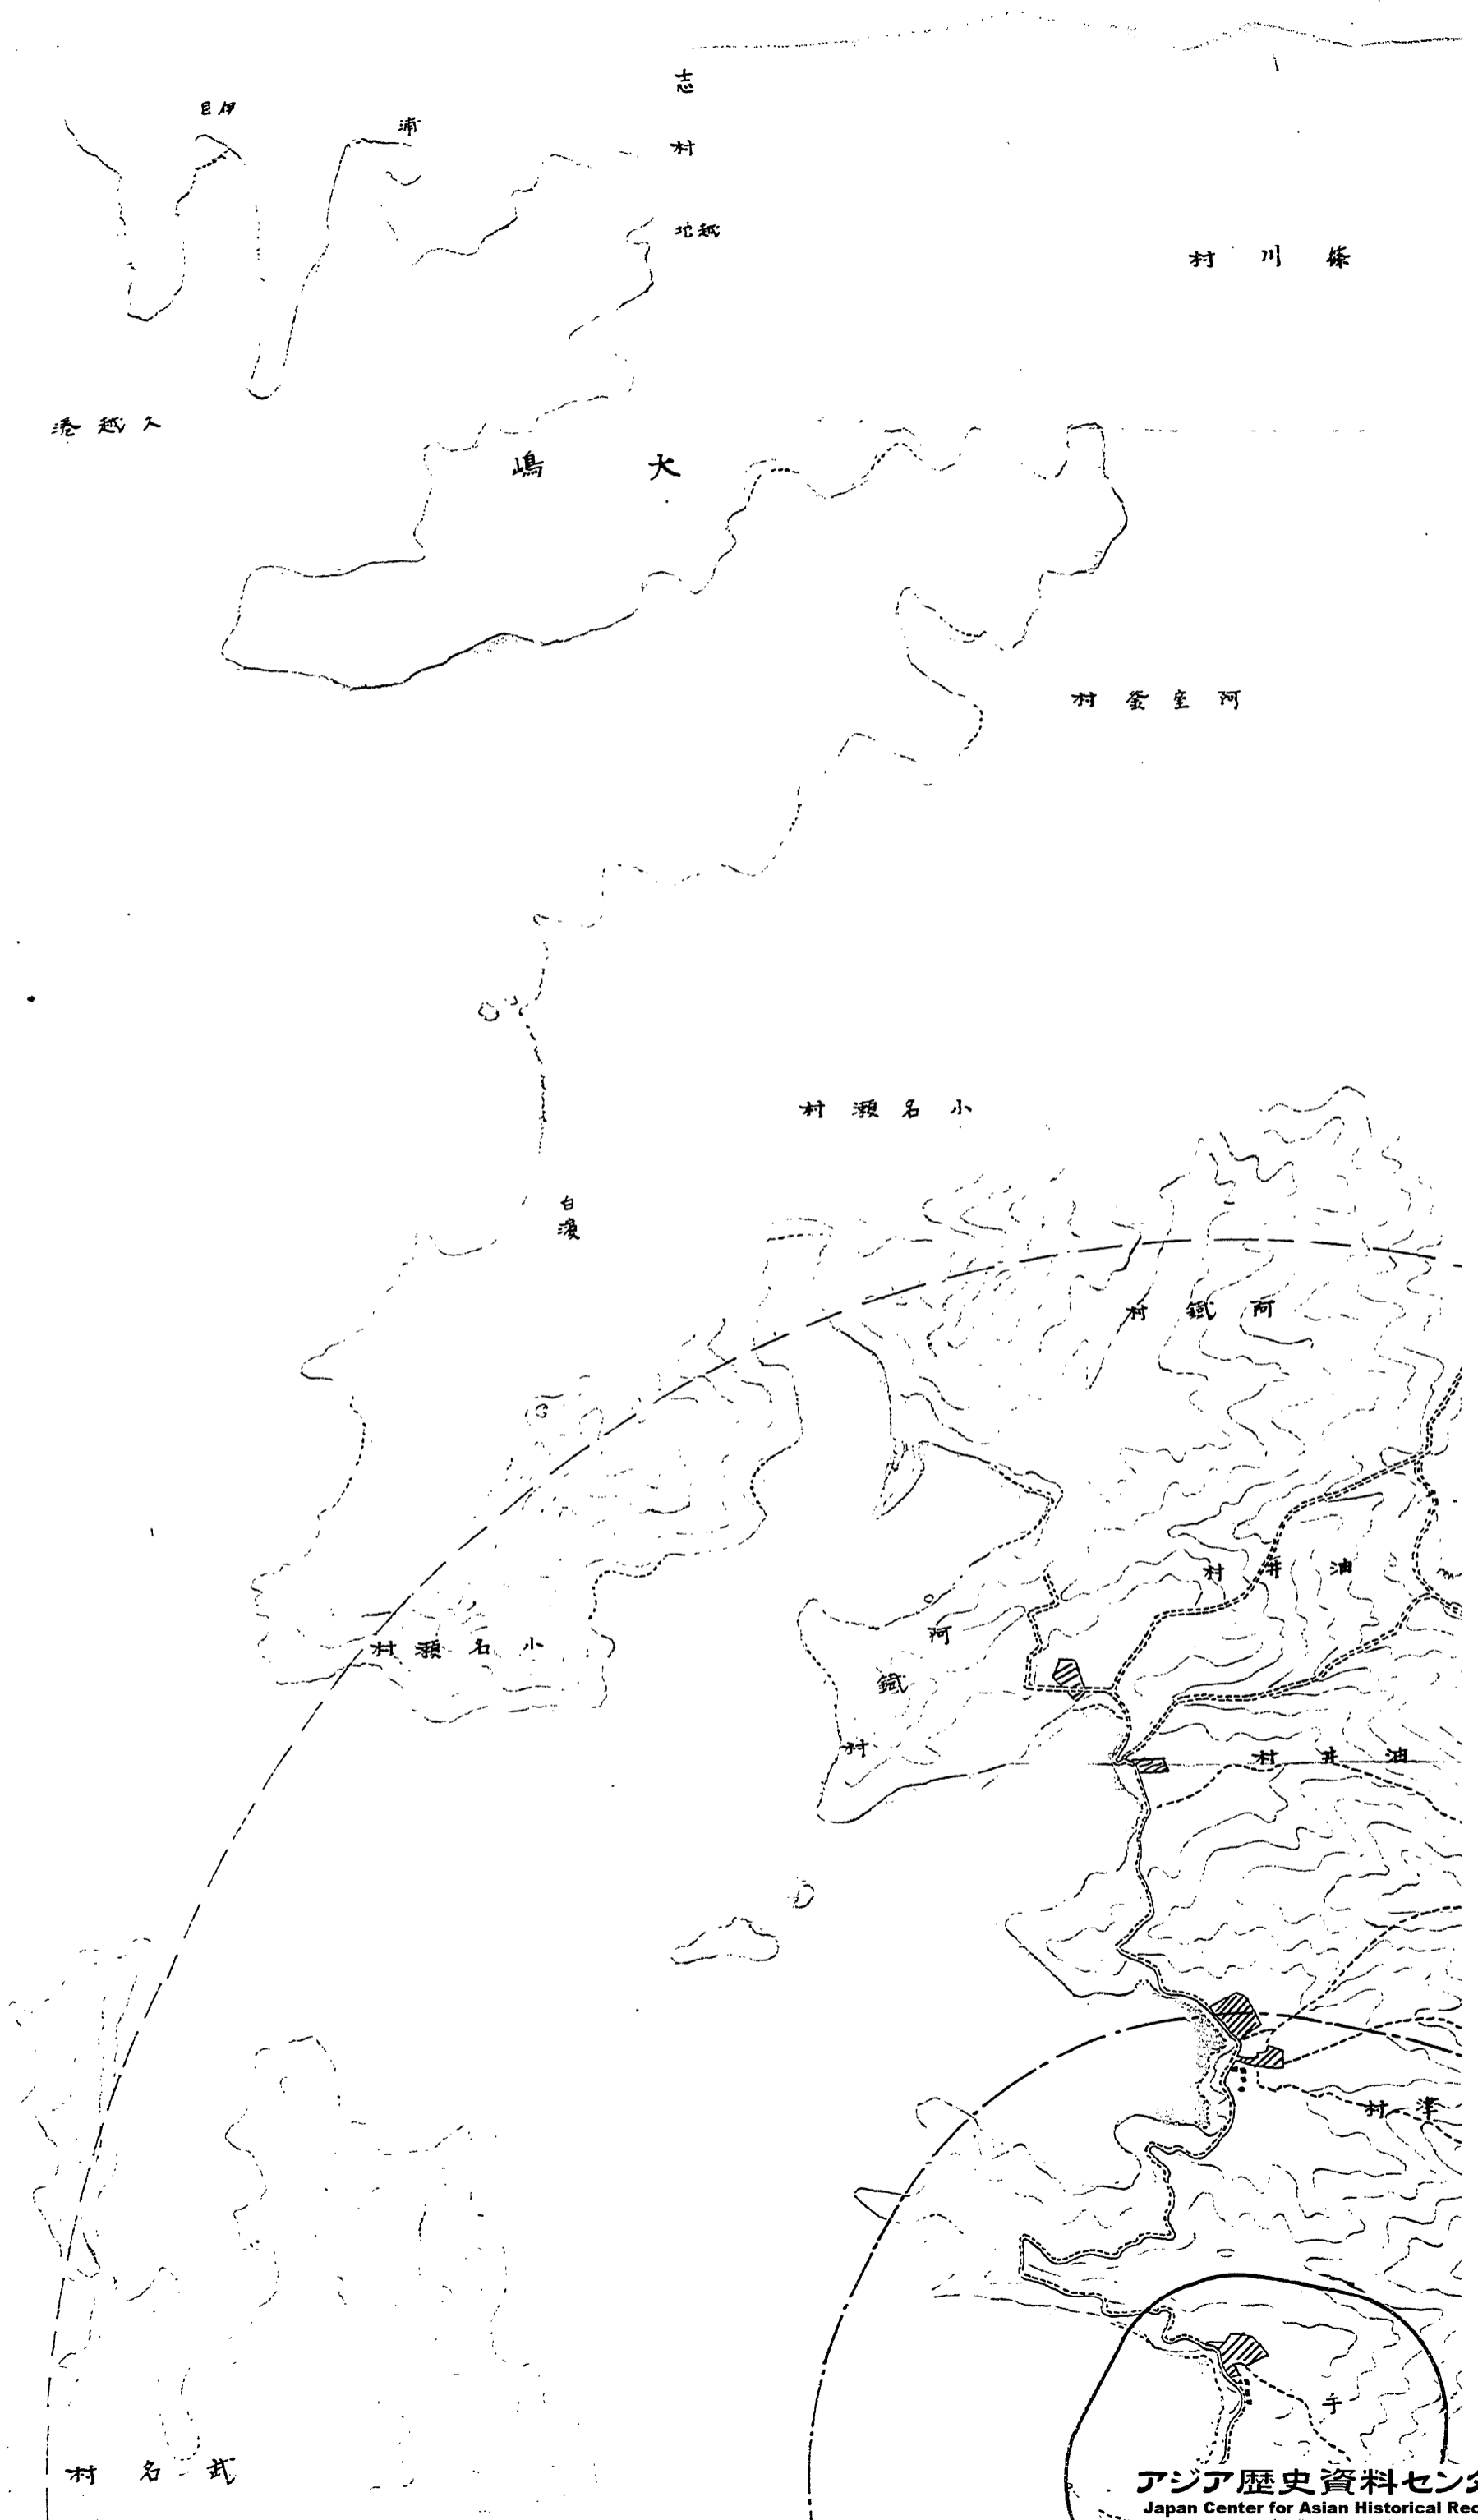 志
村
目伊
浦
地越
村川篠
港越久
嶋大
村釜室阿
村瀬名小
白濱
村鉄阿
村井油
阿
鉄
村
村瀬名小
村井油
村津
手
村名武
アジア歴史資料センタ
Japan Center for Asian Historical Rec